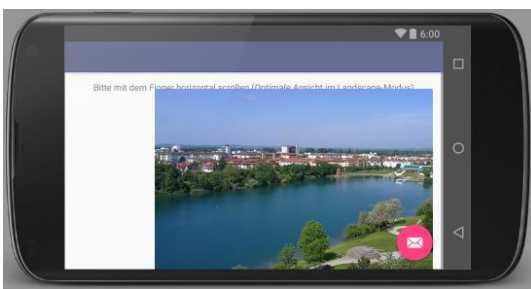 6:00
Bitte mit dem Finger horizontal scrollen (Optimale Ansicht im Landscape-Modus)